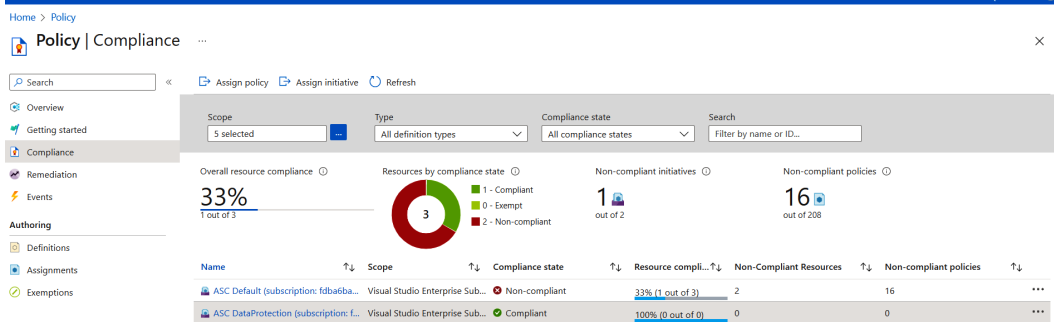 Home > Policy
Policy | Compliance ...
Search
Assign policy Assign initiative Refresh
Overview
Getting started
Compliance
Remediation
Events
Authoring
Definitions
Assignments
Exemptions
Scope Type Compliance state Search
5 selected ... All definition types All compliance states Filter by name or ID...
Overall resource compliance Resources by compliance state Non-compliant initiatives Non-compliant policies
33%
1 out of 3
3
1 - Compliant
0 - Exempt
2 - Non-compliant
1
out of 2
16
out of 208
Name Scope Compliance state Resource compli... Non-Compliant Resources Non-compliant policies
ASC Default (subscription: fdba6ba... Visual Studio Enterprise Sub... Non-compliant 33% (1 out of 3) 2 16 ...
ASC DataProtection (subscription: f... Visual Studio Enterprise Sub... Compliant 100% (0 out of 0) 0 0 ...